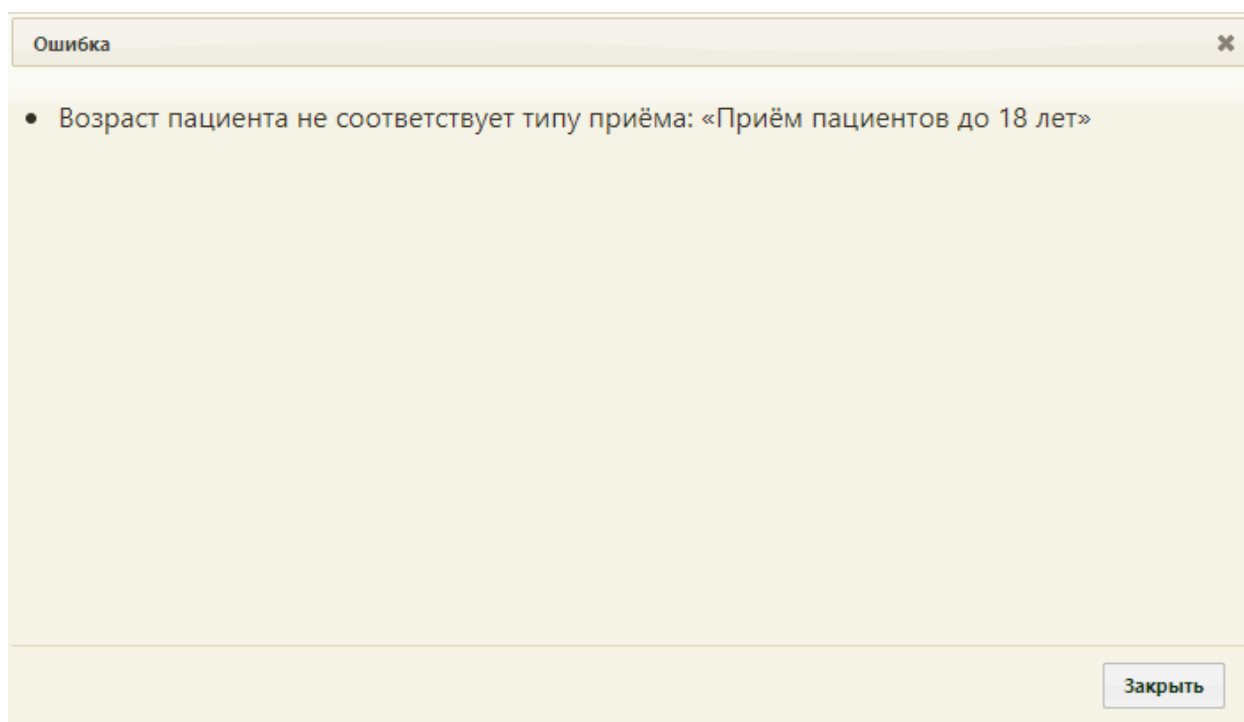 Ошибка
Возраст пациента не соответствует типу приёма: «Приём пациентов до 18 лет»
Закрыть